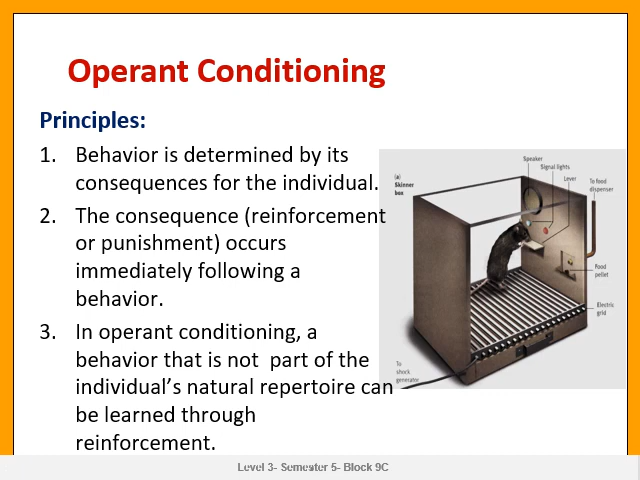 Operant Conditioning
Principles:
1. Behavior is determined by its
consequences for the individual.
2. The consequence (reinforcement
or punishment) occurs
immediately following a
behavior.
3. In operant conditioning, a
behavior that is not  part of the
individual’s natural repertoire can
be learned through
reinforcement.
(a)
Skinner
box
Speaker
Signal lights
Lever
To food
dispenser
Food
pellet
Electric
grid
To
shock
generator
Level 3- Semester 5- Block 9C